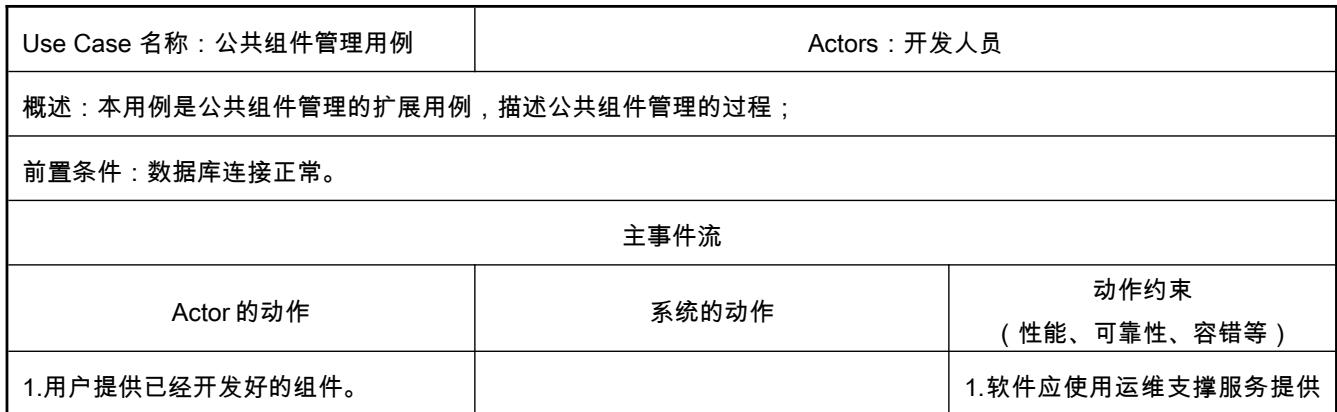 Use Case 名称：公共组件管理用例
Actors：开发人员
概述：本用例是公共组件管理的扩展用例，描述公共组件管理的过程；
前置条件：数据库连接正常。
主事件流
Actor 的动作
系统的动作
动作约束
（性能、可靠性、容错等）
1.用户提供已经开发好的组件。
1.软件应使用运维支撑服务提供